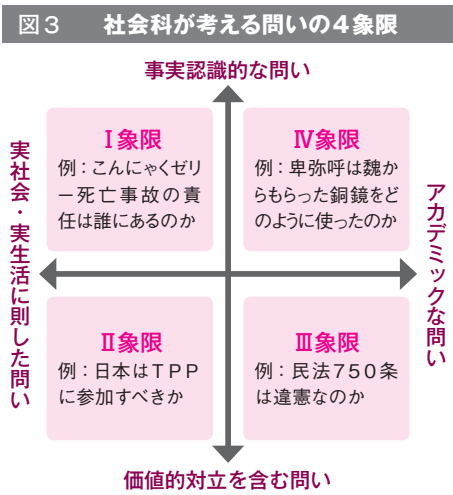 図3 社会科が考える問いの4象限
事実認識的な問い
実社会・実生活に則した問い
Ⅰ象限
例：こんにゃくゼリ
ー死亡事故の責
任は誰にあるのか
Ⅳ象限
例：卑弥呼は魏か
らもらった銅鏡をど
のように使ったのか
アカデミックな問い
Ⅱ象限
例：日本はTPP
に参加すべきか
Ⅲ象限
例：民法750条
は違憲なのか
価値的対立を含む問い